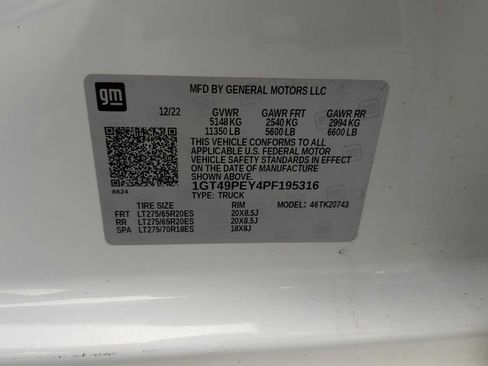 gm
MFD BY GENERAL MOTORS LLC
12/22 GVWR GAWR FRT GAWR RR
5148 KG 2540 KG 2994 KG
11350 LB 5600 LB 6600 LB
THIS VEHICLE CONFORMS TO ALL
APPLICABLE U.S. FEDERAL MOTOR
VEHICLE SAFETY STANDARDS IN EFFECT
ON THE DATE OF MANUFACTURE
SHOWN ABOVE.
8624 1GT49PEY4PF195316
TYPE: TRUCK
TIRE SIZE RIM MODEL: 46TK20743
FRT LT275/65R20ES 20X8.5J
RR LT275/65R20ES 20X8.5J
SPA LT275/70R18ES 18X8J